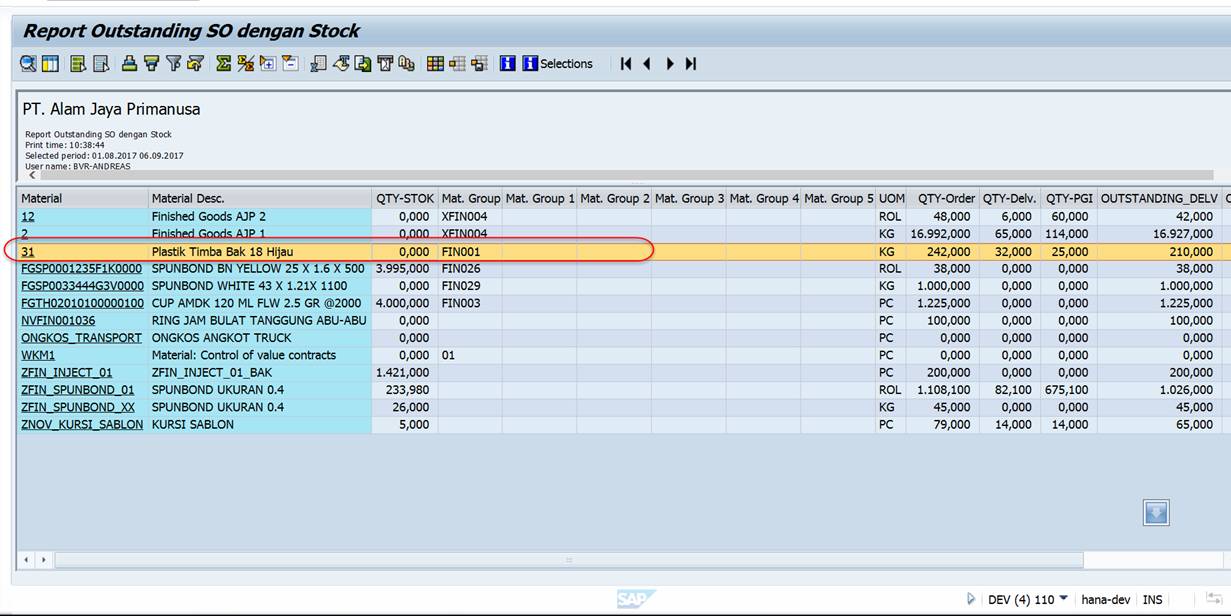 Report Outstanding SO dengan Stock
Selections
PT. Alam Jaya Primanusa
Report Outstanding SO dengan Stock
Print time: 10:38:44
Selected period: 01.08.2017 06.09.2017
User name: BVR-ANDREAS
Material Material Desc. QTY-STOK Mat. Group Mat. Group 1 Mat. Group 2 Mat. Group 3 Mat. Group 4 Mat. Group 5 UOM QTY-Order QTY-Delv. QTY-PGI OUTSTANDING_DELV
12 Finished Goods AJP 2 0,000 XFIN004 ROL 48,000 6,000 60,000 42,000
2 Finished Goods AJP 1 0,000 XFIN004 KG 16.992,000 65,000 114,000 16.927,000
31 Plastik Timba Bak 18 Hijau 0,000 FIN001 KG 242,000 32,000 25,000 210,000
FGSP0001235F1K0000 SPUNBOND BN YELLOW 25 X 1.6 X 500 3.995,000 FIN026 ROL 38,000 0,000 0,000 38,000
FGSP0033444G3V0000 SPUNBOND WHITE 43 X 1.21X 1100 0,000 FIN029 KG 1.000,000 0,000 0,000 1.000,000
FGTH02010100000100 CUP AMDK 120 ML FLW 2.5 GR @2000 4.000,000 FIN003 PC 1.225,000 0,000 0,000 1.225,000
NVFIN001036 RING JAM BULAT TANGGUNG ABU-ABU 0,000 PC 100,000 0,000 0,000 100,000
ONGKOS_TRANSPORT ONGKOS ANGKOT TRUCK 0,000 PC 0,000 0,000 0,000 0,000
WKM1 Material: Control of value contracts 0,000 01 PC 0,000 0,000 0,000 0,000
ZFIN_INJECT_01 ZFIN_INJECT_01_BAK 1.421,000 PC 200,000 0,000 0,000 200,000
ZFIN_SPUNBOND_01 SPUNBOND UKURAN 0.4 233,980 ROL 1.108,100 82,100 675,100 1.026,000
ZFIN_SPUNBOND_XX SPUNBOND UKURAN 0.4 26,000 KG 45,000 0,000 0,000 45,000
ZNOV_KURSI_SABLON KURSI SABLON 5,000 PC 79,000 14,000 14,000 65,000
SAP DEV (4) 110 hana-dev INS